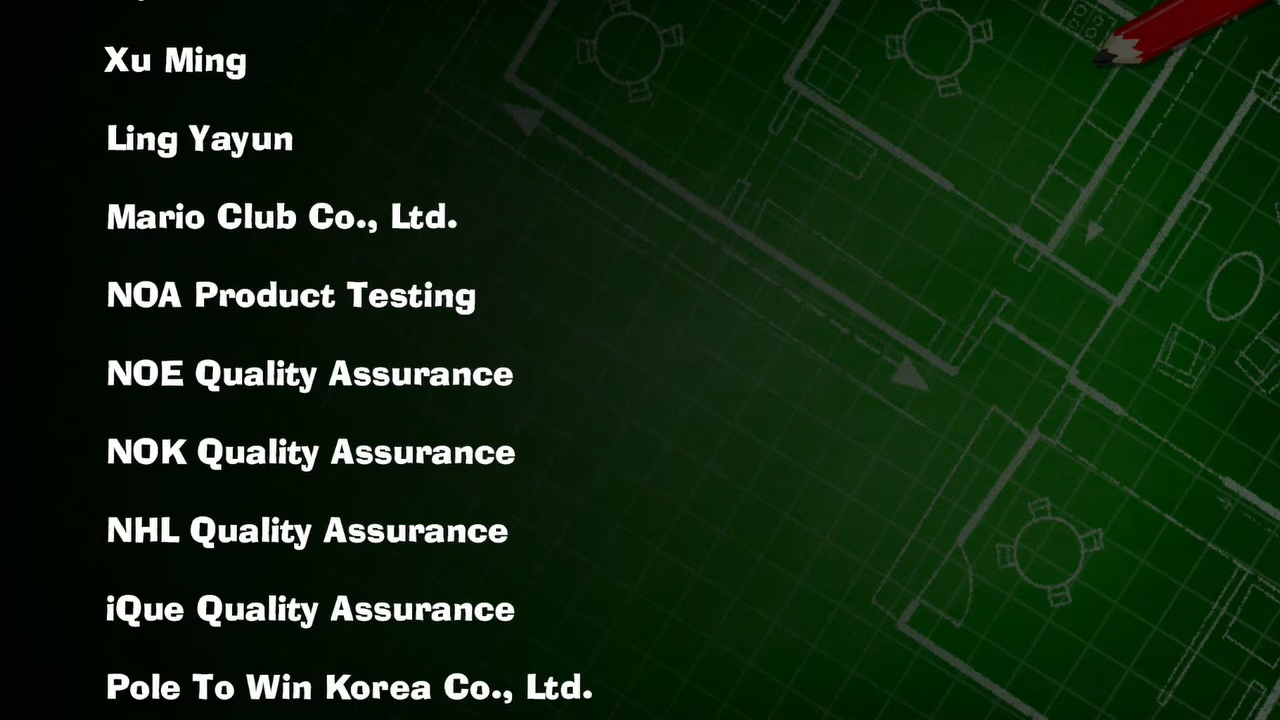 Xu Ming
Ling Yayun
Mario Club Co., Ltd.
NOA Product Testing
NOE Quality Assurance
NOK Quality Assurance
NHL Quality Assurance
iQue Quality Assurance
Pole To Win Korea Co., Ltd.